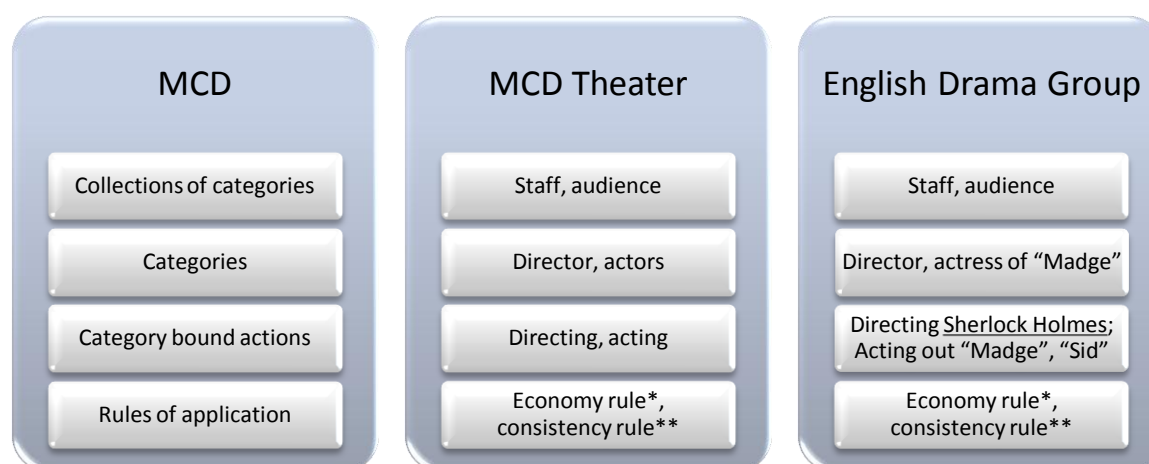 MCD
Collections of categories
Categories
Category bound actions
Rules of application
MCD Theater
Staff, audience
Director, actors
Directing, acting
Economy rule*,
consistency rule**
English Drama Group
Staff, audience
Director, actress of “Madge”
Directing Sherlock Holmes;
Acting out “Madge”, “Sid”
Economy rule*,
consistency rule**